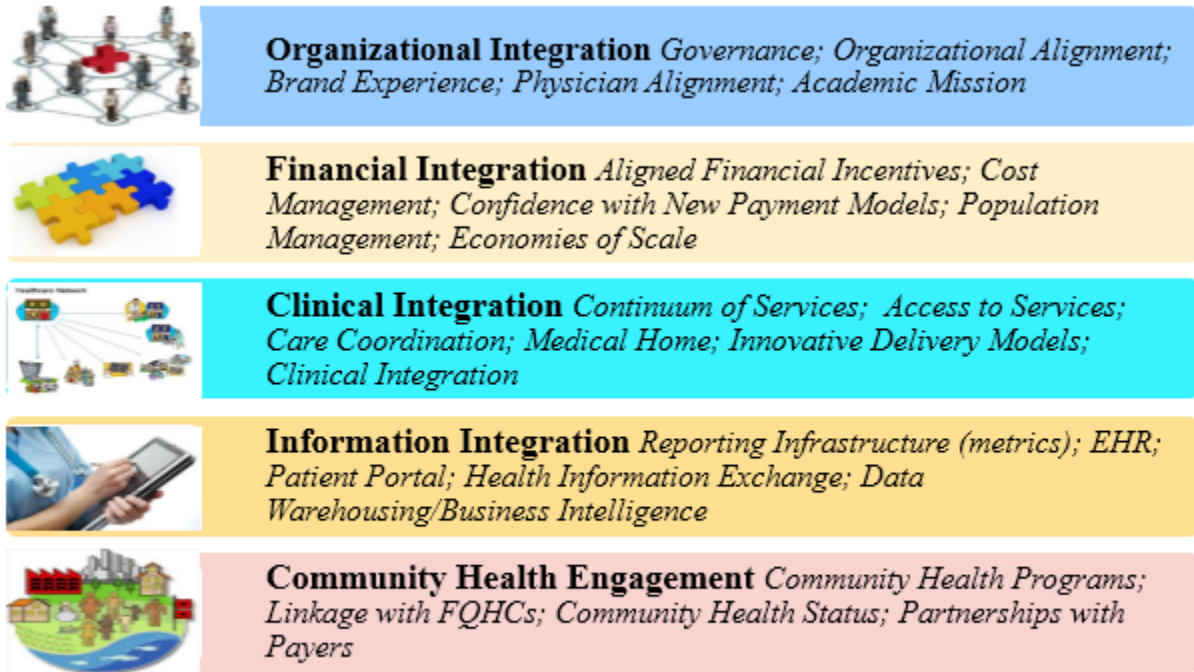 Organizational Integration Governance; Organizational Alignment;
Brand Experience; Physician Alignment; Academic Mission
Financial Integration Aligned Financial Incentives; Cost
Management; Confidence with New Payment Models; Population
Management; Economies of Scale
Healthcare Network
Clinical Integration Continuum of Services;  Access to Services;
Care Coordination; Medical Home; Innovative Delivery Models;
Clinical Integration
Information Integration Reporting Infrastructure (metrics); EHR;
Patient Portal; Health Information Exchange; Data
Warehousing/Business Intelligence
Community Health Engagement Community Health Programs;
Linkage with FQHCs; Community Health Status; Partnerships with
Payers